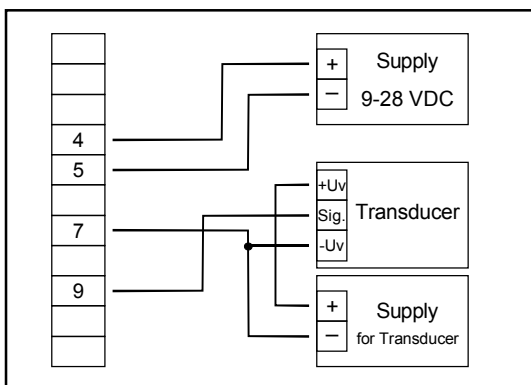 4
5
7
9
+
−
Supply
9-28 VDC
+Uv
Sig.
-Uv
Transducer
+
−
Supply
for Transducer